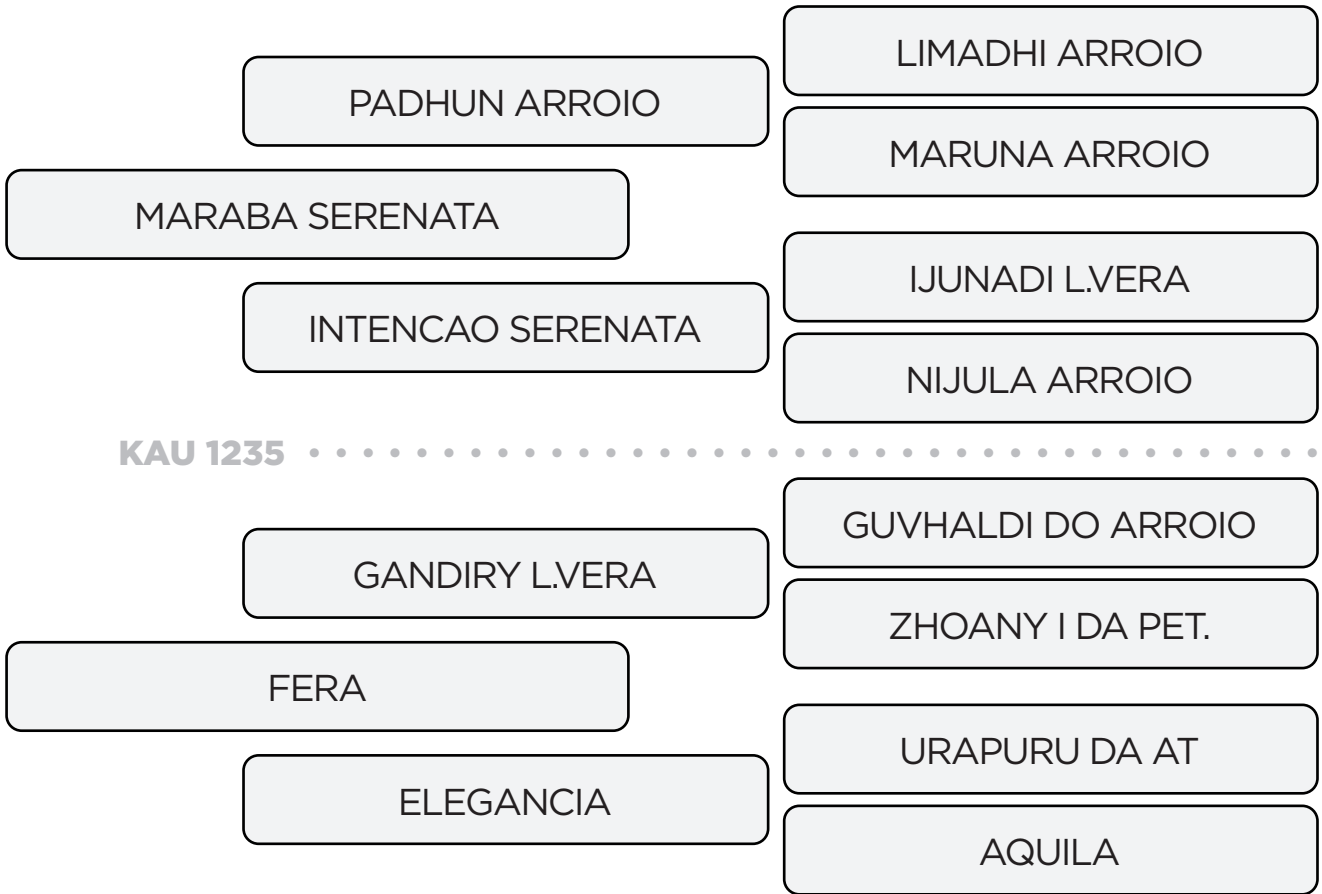 LIMADHI ARROIO
PADHUN ARROIO
MARUNA ARROIO
MARABA SERENATA
IJUNADI L.VERA
INTENCAO SERENATA
NIJULA ARROIO
KAU 1235
GUVHALDI DO ARROIO
GANDIRY L.VERA
ZHOANY I DA PET.
FERA
URAPURU DA AT
ELEGANCIA
AQUILA